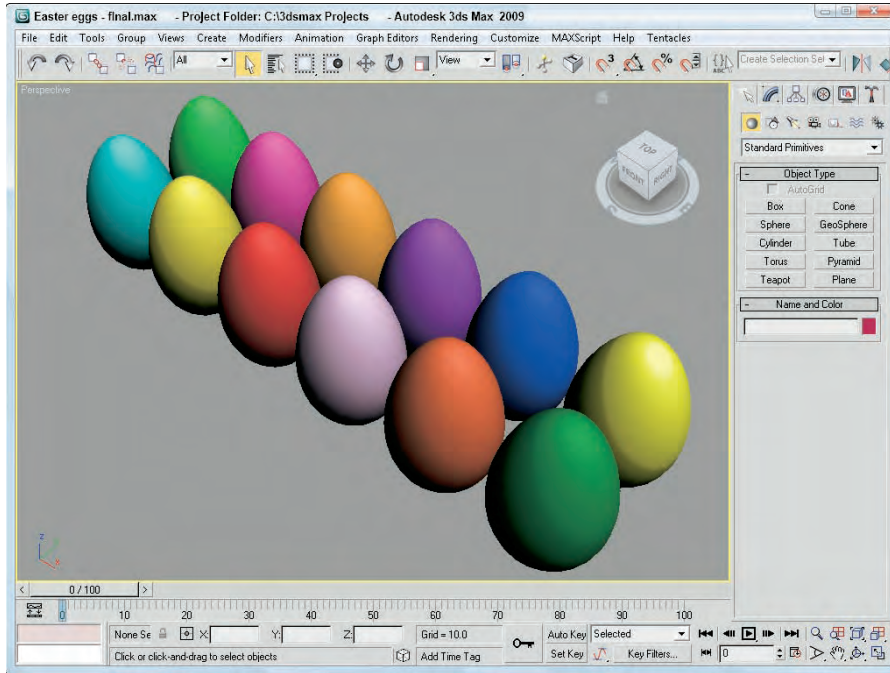 Easter eggs - fInal.max - Project Folder: C:\3dsmax Projects - Autodesk 3ds Max 2009
File Edit Tools Group Views Create Modifiers Animation Graph Editors Rendering Customize MAXScript Help Tentacles
All View 3 % ABC Create Selection Sel
Perspective
TOP
FRONT RIGHT
Standard Primitives
- Object Type
AutoGrid
Box Cone
Sphere GeoSphere
Cylinder Tube
Torus Pyramid
Teapot Plane
- Name and Color
z
x
< 0 / 100 >
0 10 20 30 40 50 60 70 80 90 100
None Se X: Y: Z: Grid = 10.0 Auto Key Selected
Click or click-and-drag to select objects Add Time Tag Set Key Key Filters... 0